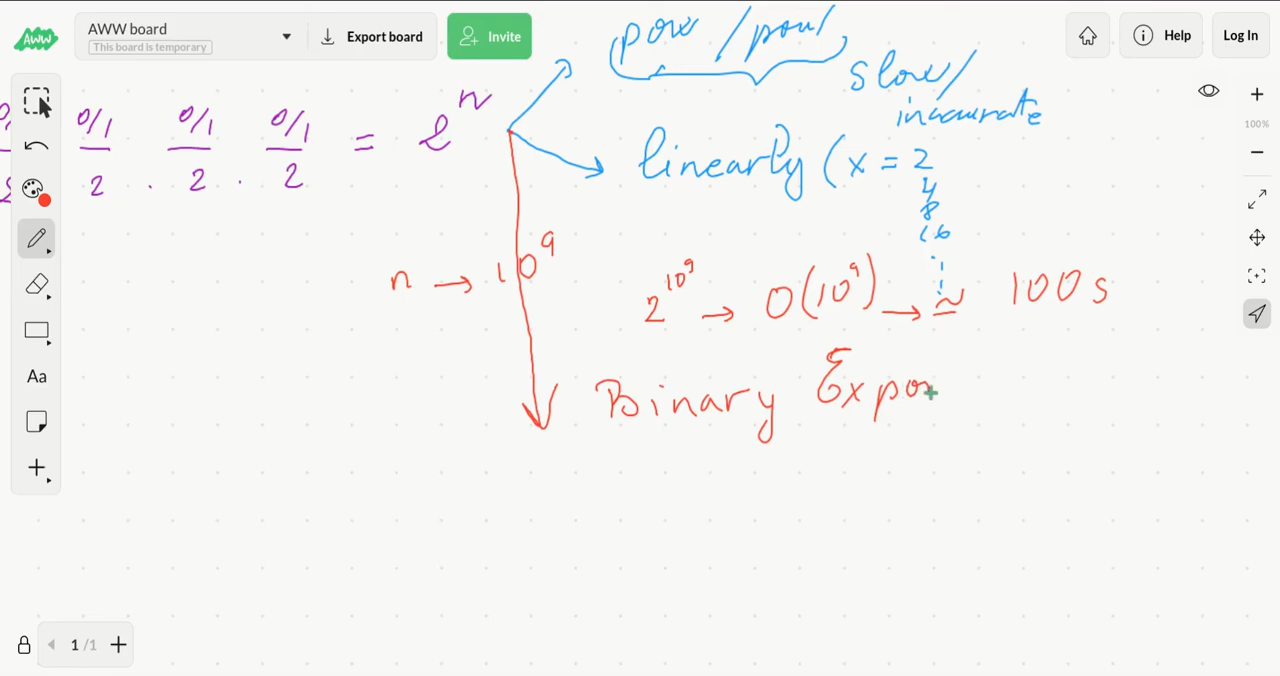 AWW
AWW board
This board is temporary
Export board
Invite
Help
Log In
pow / powl
slow/
inaccurate
0/1 0/1 0/1 = 2^n
2 . 2 . 2
linearly (x = 2
4
8
16
n → 10^9
2^10^9 → O(10^9) → ≃ 100s
Binary Expo
Aa
100%
1 / 1